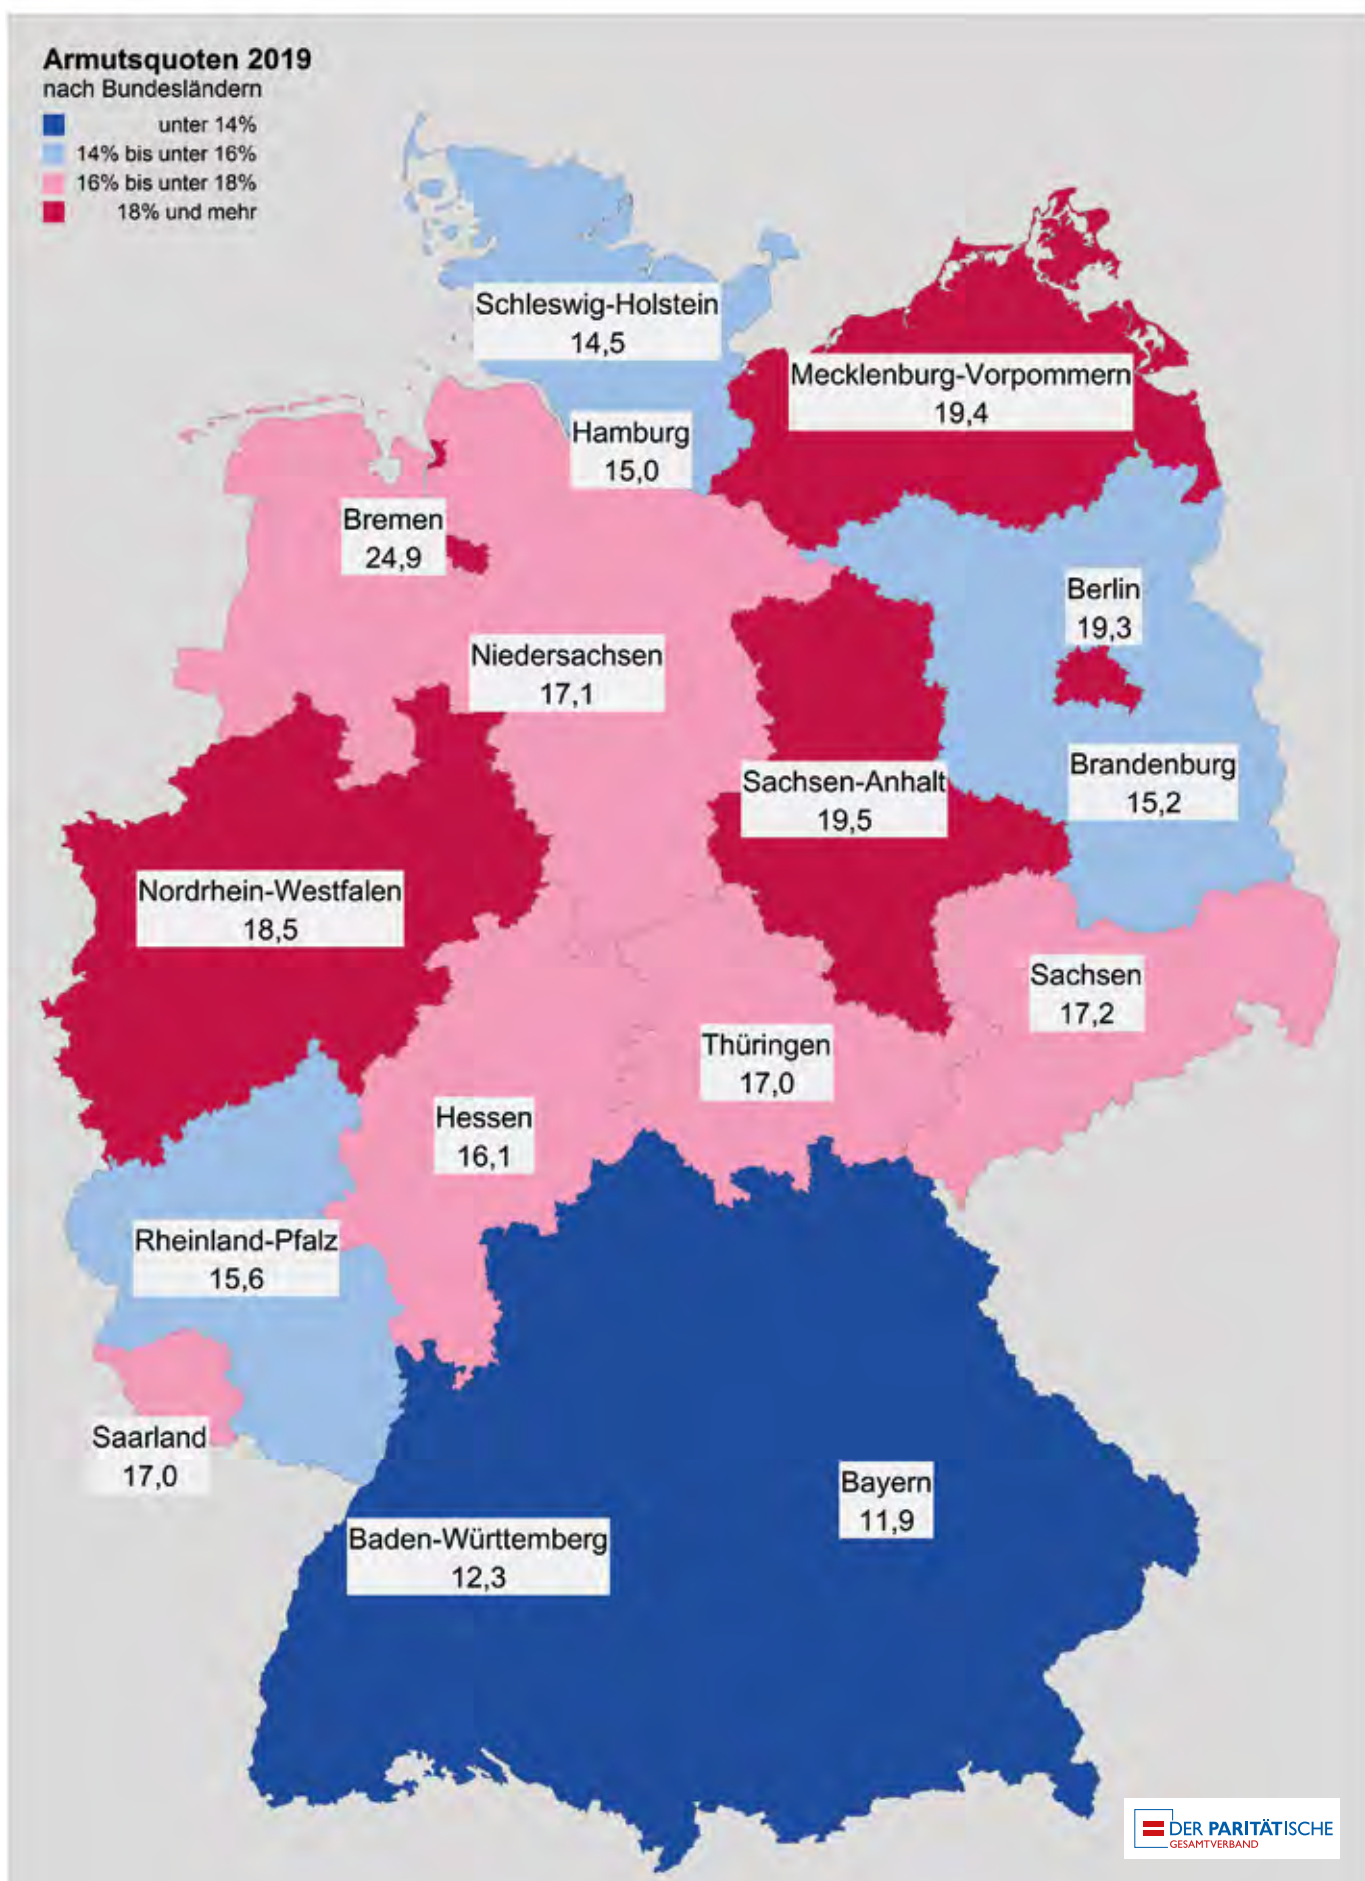 Armutsquoten 2019
nach Bundesländern
unter 14%
14% bis unter 16%
16% bis unter 18%
18% und mehr
Schleswig-Holstein
14,5
Mecklenburg-Vorpommern
19,4
Hamburg
15,0
Bremen
24,9
Berlin
19,3
Niedersachsen
17,1
Brandenburg
15,2
Sachsen-Anhalt
19,5
Nordrhein-Westfalen
18,5
Sachsen
17,2
Thüringen
17,0
Hessen
16,1
Rheinland-Pfalz
15,6
Saarland
17,0
Bayern
11,9
Baden-Württemberg
12,3
DER PARITÄTISCHE
GESAMTVERBAND